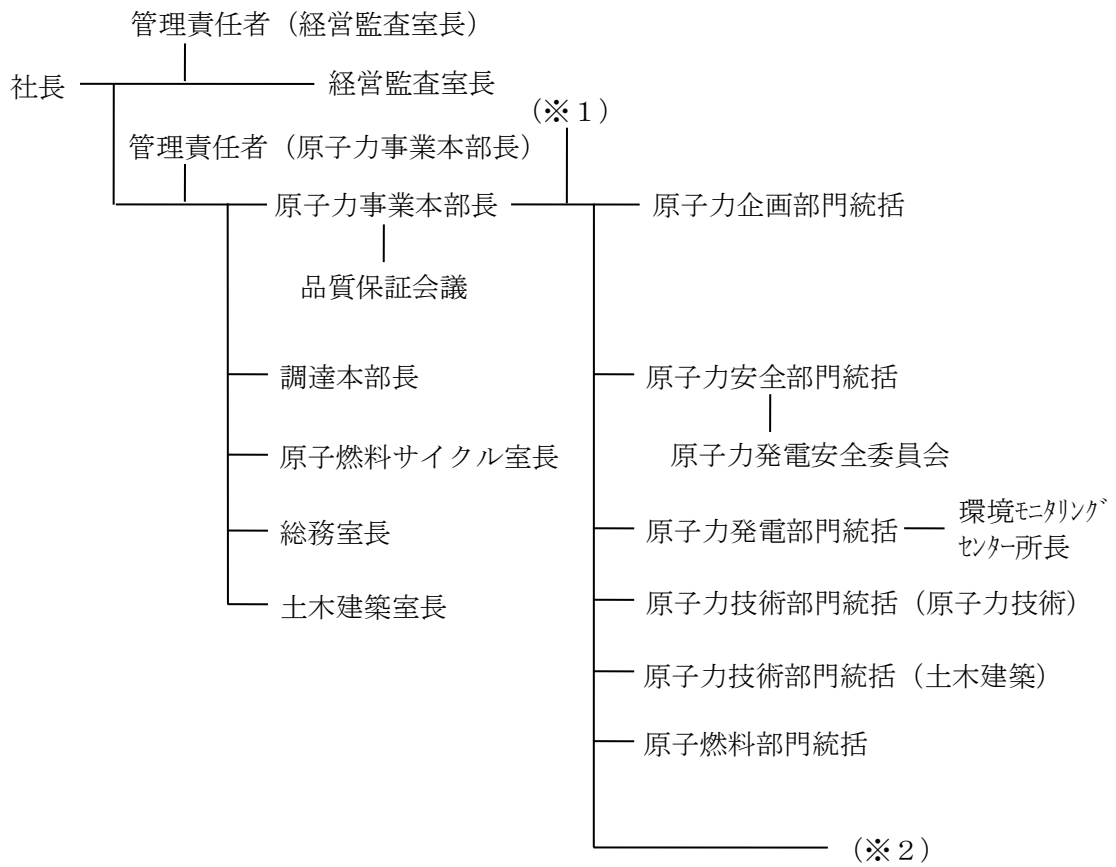 管理責任者(経営監査室長)
社長
経営監査室長
(※1)
管理責任者(原子力事業本部長)
原子力事業本部長
原子力企画部門統括
品質保証会議
調達本部長
原子力安全部門統括
原子燃料サイクル室長
原子力発電安全委員会
総務室長
原子力発電部門統括
環境モニタリング
センター所長
土木建築室長
原子力技術部門統括(原子力技術)
原子力技術部門統括(土木建築)
原子燃料部門統括
(※2)